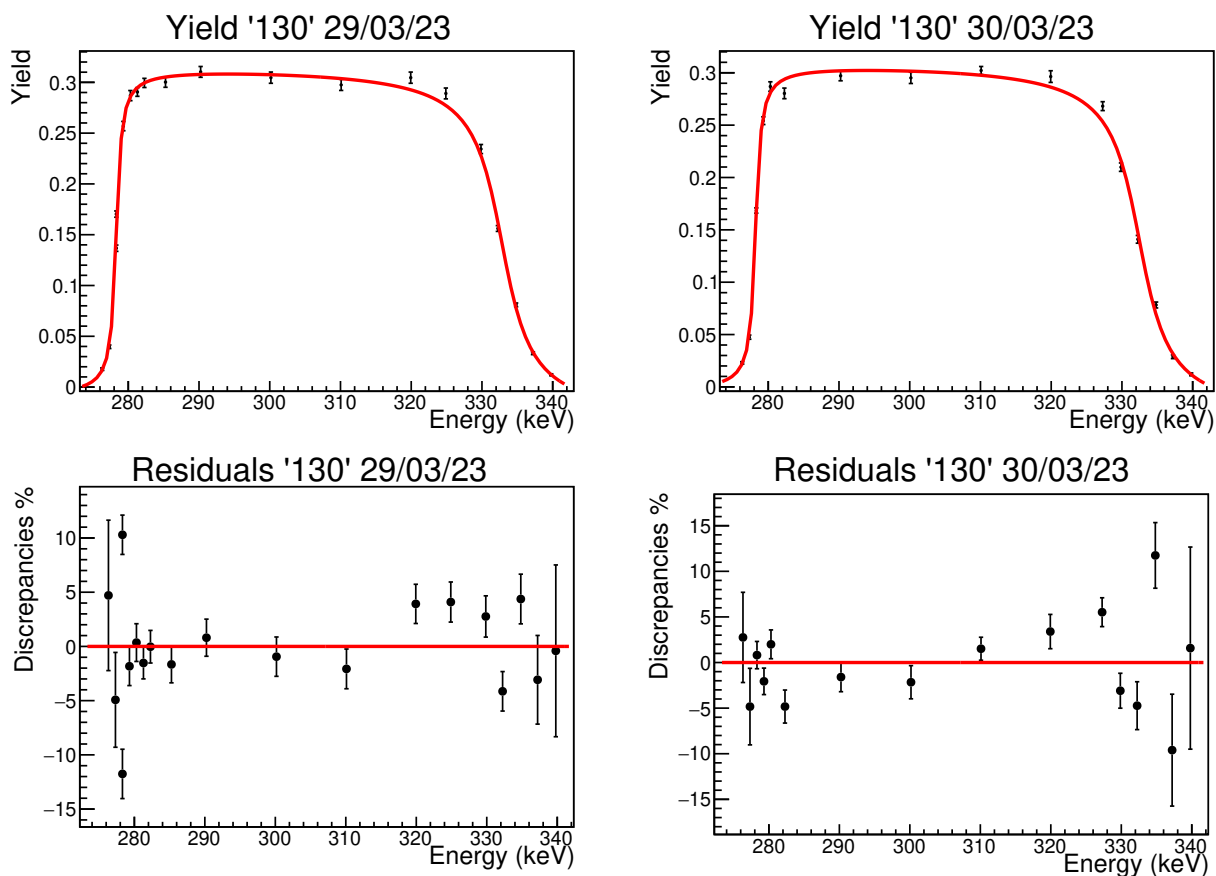 Yield '130' 29/03/23
Yield
0.3
0.25
0.2
0.15
0.1
0.05
0
280 290 300 310 320 330 340
Energy (keV)
Yield '130' 30/03/23
Yield
0.3
0.25
0.2
0.15
0.1
0.05
0
280 290 300 310 320 330 340
Energy (keV)
Residuals '130' 29/03/23
Discrepancies %
10
5
0
−5
−10
−15
280 290 300 310 320 330 340
Energy (keV)
Residuals '130' 30/03/23
Discrepancies %
15
10
5
0
−5
−10
−15
280 290 300 310 320 330 340
Energy (keV)